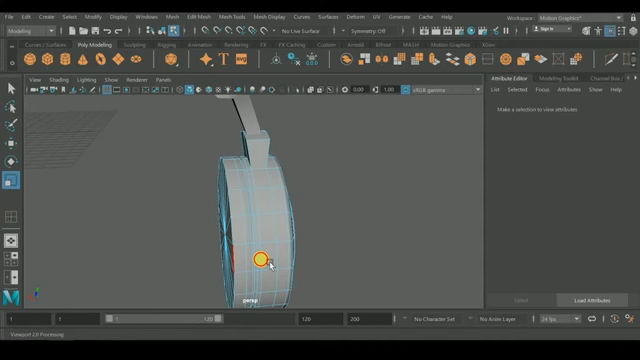 File Edit Create Select Modify Display Windows Mesh Edit Mesh Mesh Tools Mesh Display Curves Surfaces Deform UV Generate Cache Arnold Help
Workspace: Motion Graphics*
Modeling No Live Surface Symmetry: Off Sign In
Curves / Surfaces Poly Modeling Rigging Animation Rendering FX FX Caching Custom Arnold Bifrost MASH Motion Graphics XGen
View Shading Lighting Show Renderer Panels
0.00 1.00 sRGB gamma
Attribute Editor Modeling Toolkit Channel Box /
List Selected Focus Attributes Show Help
Make a selection to view attributes
persp
Select Load Attributes
1 1 1 120 120 200 No Character Set No Anim Layer 24 fps
Viewport 2.0 Processing